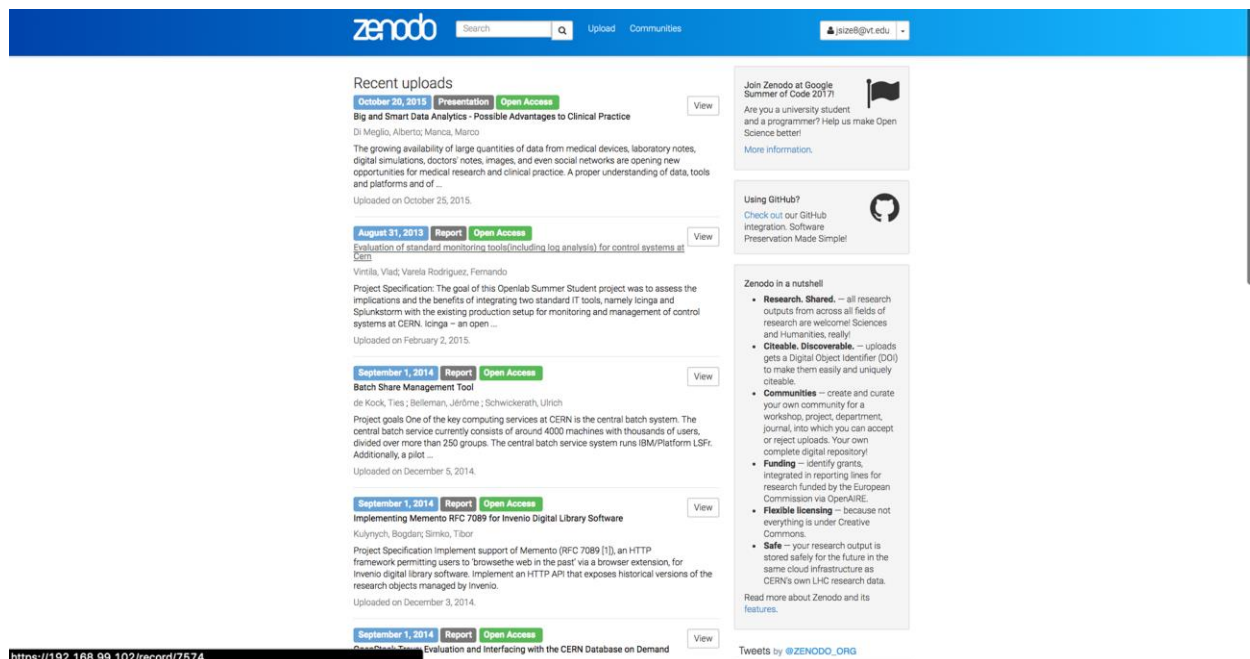 zenodo
Search
Upload
Communities
jsize8@vt.edu
Recent uploads
October 20, 2015 Presentation Open Access
View
Big and Smart Data Analytics - Possible Advantages to Clinical Practice
Di Meglio, Alberto; Manca, Marco
The growing availability of large quantities of data from medical devices, laboratory notes,
digital simulations, doctors' notes, images, and even social networks are opening new
opportunities for medical research and clinical practice. A proper understanding of data, tools
and platforms and of ...
Uploaded on October 25, 2015.
August 31, 2013 Report Open Access
View
Evaluation of standard monitoring tools(including log analysis) for control systems at
Cern
Vintila, Vlad; Varela Rodriguez, Fernando
Project Specification: The goal of this Openlab Summer Student project was to assess the
implications and the benefits of integrating two standard IT tools, namely Icinga and
Splunkstorm with the existing production setup for monitoring and management of control
systems at CERN. Icinga – an open ...
Uploaded on February 2, 2015.
September 1, 2014 Report Open Access
View
Batch Share Management Tool
de Kock, Ties ; Belleman, Jérôme ; Schwickerath, Ulrich
Project goals One of the key computing services at CERN is the central batch system. The
central batch service currently consists of around 4000 machines with thousands of users,
divided over more than 250 groups. The central batch service system runs IBM/Platform LSFr.
Additionally, a pilot ...
Uploaded on December 5, 2014.
September 1, 2014 Report Open Access
View
Implementing Memento RFC 7089 for Invenio Digital Library Software
Kulynych, Bogdan; Simko, Tibor
Project Specification Implement support of Memento (RFC 7089 [1]), an HTTP
framework permitting users to 'browsethe web in the past' via a browser extension, for
Invenio digital library software. Implement an HTTP API that exposes historical versions of the
research objects managed by Invenio.
Uploaded on December 3, 2014.
September 1, 2014 Report Open Access
View
Evaluation and Interfacing with the CERN Database on Demand
https://192.168.99.102/record/7574
Join Zenodo at Google
Summer of Code 2017!
Are you a university student
and a programmer? Help us make Open
Science better!
More information.
Using GitHub?
Check out our GitHub
integration. Software
Preservation Made Simple!
Zenodo in a nutshell
• Research. Shared. — all research
outputs from across all fields of
research are welcome! Sciences
and Humanities, really!
• Citeable. Discoverable. — uploads
gets a Digital Object Identifier (DOI)
to make them easily and uniquely
citeable.
• Communities — create and curate
your own community for a
workshop, project, department,
journal, into which you can accept
or reject uploads. Your own
complete digital repository!
• Funding — identify grants,
integrated in reporting lines for
research funded by the European
Commission via OpenAIRE.
• Flexible licensing — because not
everything is under Creative
Commons.
• Safe — your research output is
stored safely for the future in the
same cloud infrastructure as
CERN's own LHC research data.
Read more about Zenodo and its
features.
Tweets by @ZENODO_ORG